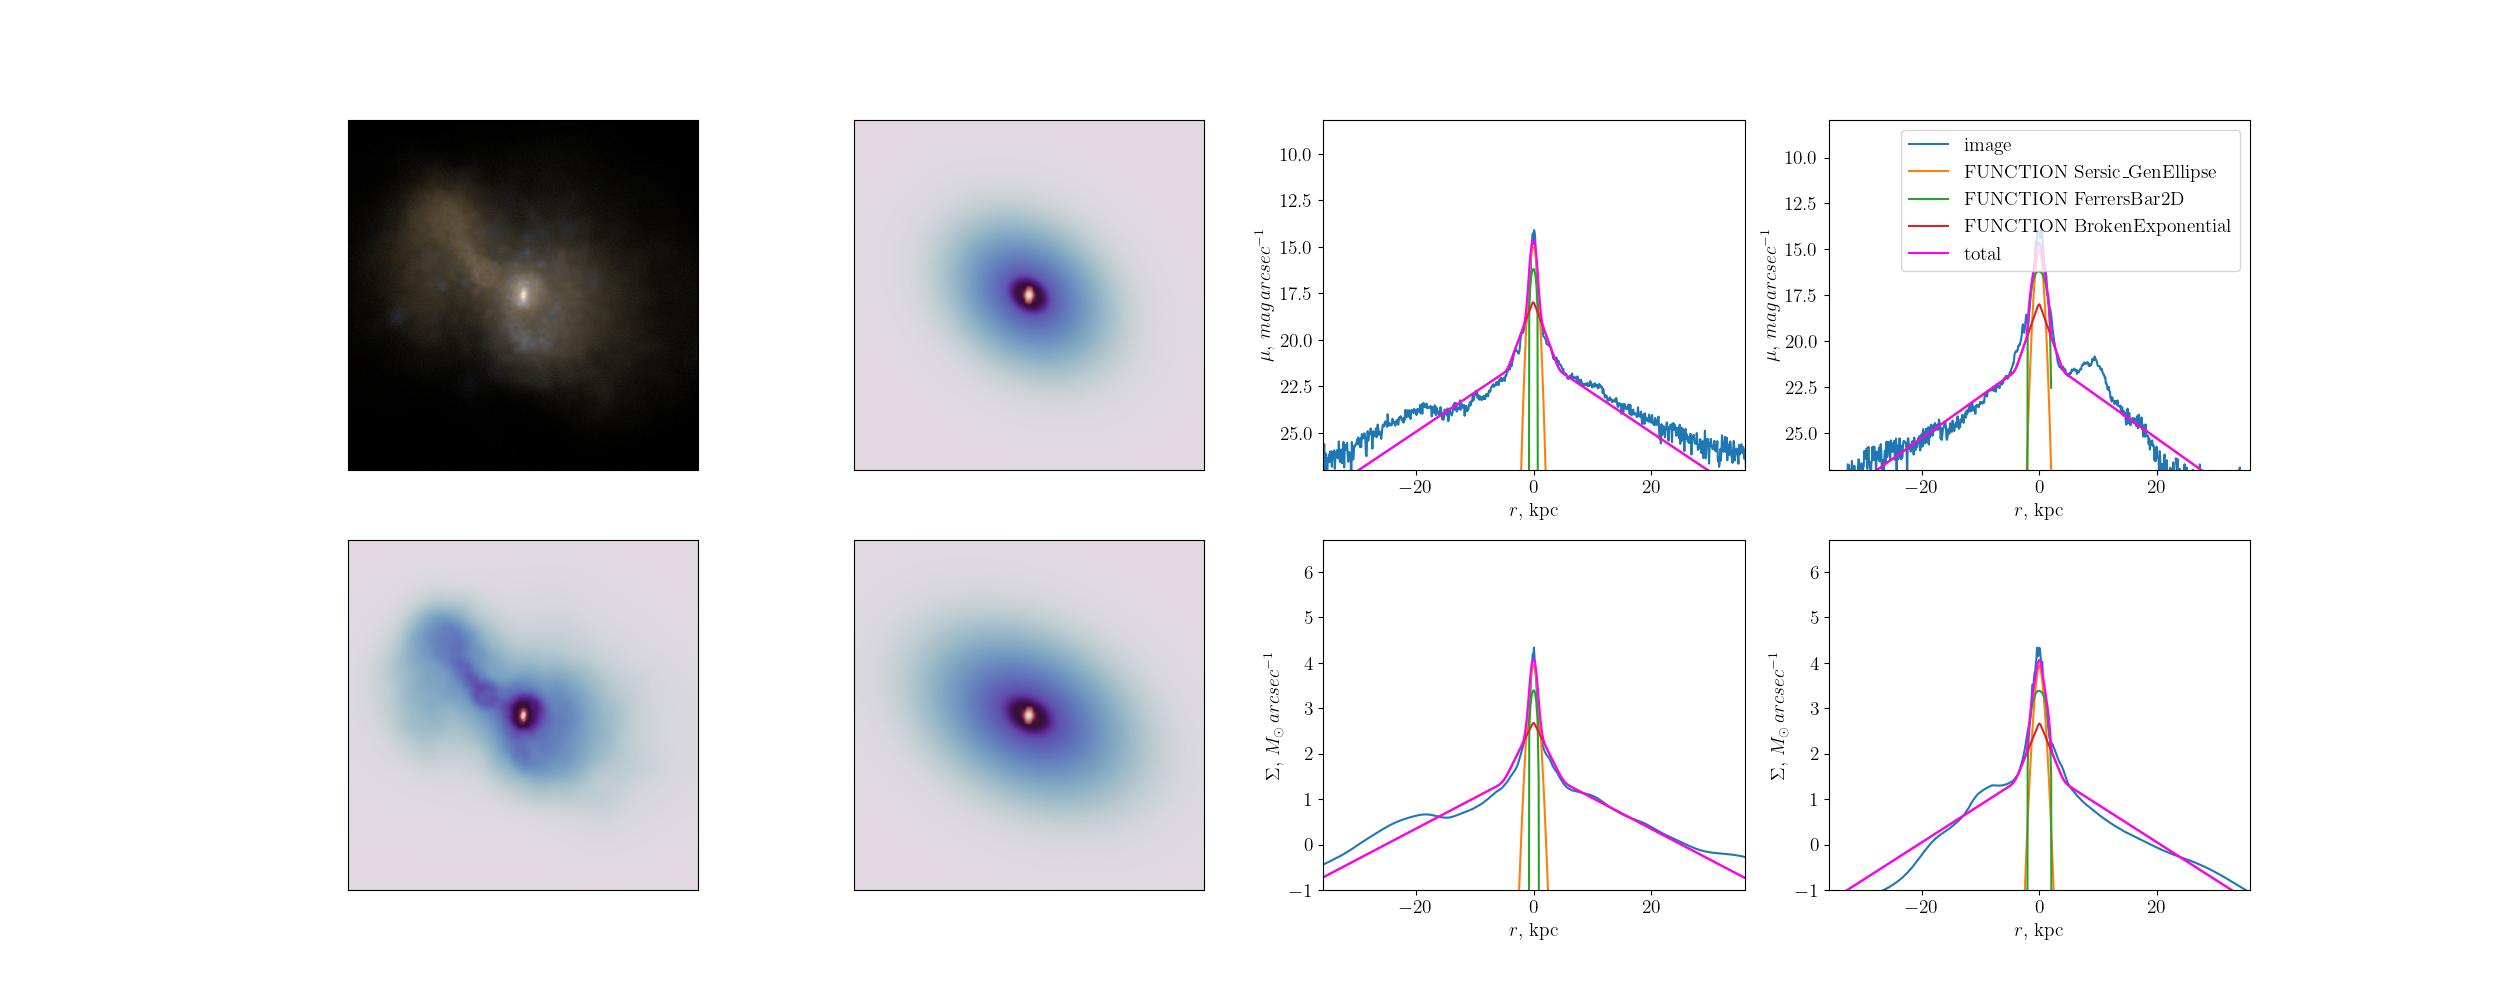 10.0
12.5
15.0
17.5
20.0
22.5
25.0
μ, mag arcsec⁻¹
−20 0 20
r, kpc
10.0
12.5
15.0
17.5
20.0
22.5
25.0
μ, mag arcsec⁻¹
image
FUNCTION Sersic_GenEllipse
FUNCTION FerrersBar2D
FUNCTION BrokenExponential
total
−20 0 20
r, kpc
6
5
4
3
2
1
0
−1
Σ, M⊙ arcsec⁻¹
−20 0 20
r, kpc
6
5
4
3
2
1
0
−1
Σ, M⊙ arcsec⁻¹
−20 0 20
r, kpc